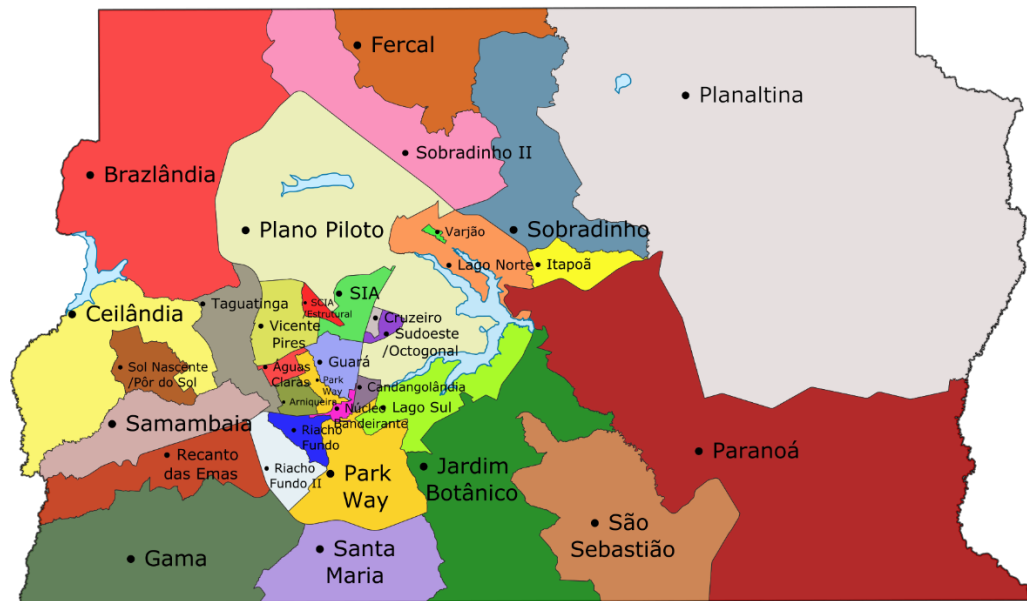 Fercal
Planaltina
Sobradinho II
Brazlândia
Plano Piloto
Varjão
Sobradinho
Lago Norte
Itapoã
Taguatinga
SIA
SCIA
/Estrutural
Ceilândia
Vicente
Pires
Cruzeiro
Sudoeste
/Octogonal
Sol Nascente
/Pôr do Sol
Águas
Claras
Guará
Park
Way
Candangolândia
Arniqueira
Núcleo
Bandeirante
Lago Sul
Samambaia
Riacho
Fundo
Recanto
das Emas
Riacho
Fundo II
Park
Way
Jardim
Botânico
Paranoá
São
Sebastião
Gama
Santa
Maria